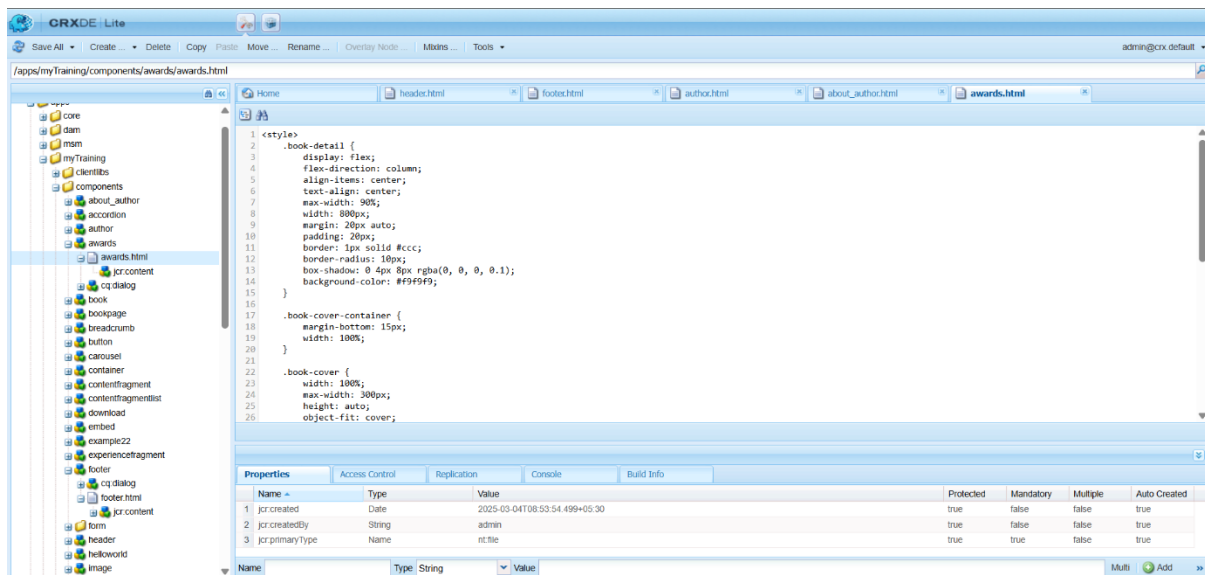 CRXDE | Lite
Save All Create ... Delete Copy Paste Move ... Rename ... Overlay Node ... Mixins ... Tools admin@crx.default
/apps/myTraining/components/awards/awards.html
apps
core
dam
msm
myTraining
clientlibs
components
about_author
accordion
author
awards
awards.html
jcr:content
cq:dialog
book
bookpage
breadcrumb
button
carousel
container
contentfragment
contentfragmentlist
download
embed
example22
experiencefragment
footer
cq:dialog
footer.html
jcr:content
form
header
helloworld
image
Home header.html footer.html author.html about_author.html awards.html
1 <style>
2 .book-detail {
3 display: flex;
4 flex-direction: column;
5 align-items: center;
6 text-align: center;
7 max-width: 90%;
8 width: 800px;
9 margin: 20px auto;
10 padding: 20px;
11 border: 1px solid #ccc;
12 border-radius: 10px;
13 box-shadow: 0 4px 8px rgba(0, 0, 0, 0.1);
14 background-color: #f9f9f9;
15 }
16
17 .book-cover-container {
18 margin-bottom: 15px;
19 width: 100%;
20 }
21
22 .book-cover {
23 width: 100%;
24 max-width: 300px;
25 height: auto;
26 object-fit: cover;
Properties Access Control Replication Console Build Info
Name Type Value Protected Mandatory Multiple Auto Created
1 jcr:created Date 2025-03-04T08:53:54.499+05:30 true false false true
2 jcr:createdBy String admin true false false true
3 jcr:primaryType Name nt:file true true false true
Name Type String Value Multi Add »